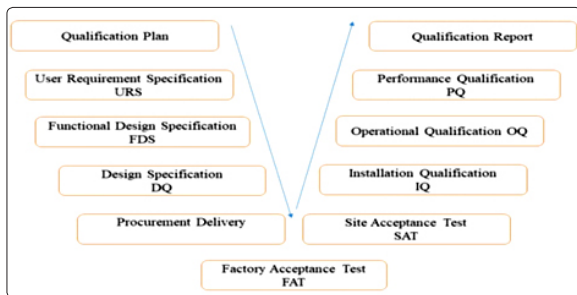 Qualification Plan
User Requirement Specification
URS
Functional Design Specification
FDS
Design Specification
DQ
Procurement Delivery
Factory Acceptance Test
FAT
Site Acceptance Test
SAT
Installation Qualification
IQ
Operational Qualification OQ
Performance Qualification
PQ
Qualification Report